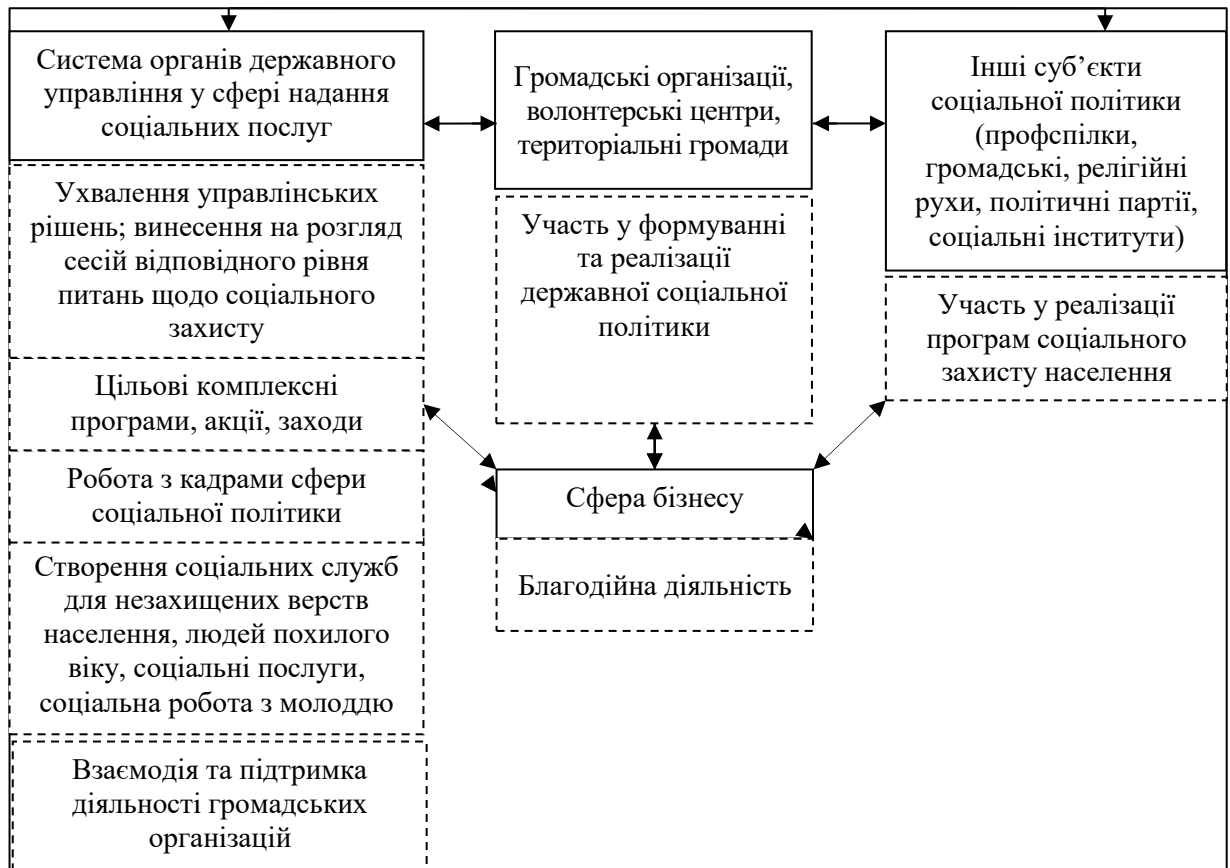 Система органів державного
управління у сфері надання
соціальних послуг
Ухвалення управлінських
рішень; винесення на розгляд
сесій відповідного рівня
питань щодо соціального
захисту
Цільові комплексні
програми, акції, заходи
Робота з кадрами сфери
соціальної політики
Створення соціальних служб
для незахищених верств
населення, людей похилого
віку, соціальні послуги,
соціальна робота з молоддю
Взаємодія та підтримка
діяльності громадських
організацій
Громадські організації,
волонтерські центри,
територіальні громади
Участь у формуванні
та реалізації
державної соціальної
політики
Сфера бізнесу
Благодійна діяльність
Інші суб’єкти
соціальної політики
(профспілки,
громадські, релігійні
рухи, політичні партії,
соціальні інститути)
Участь у реалізації
програм соціального
захисту населення